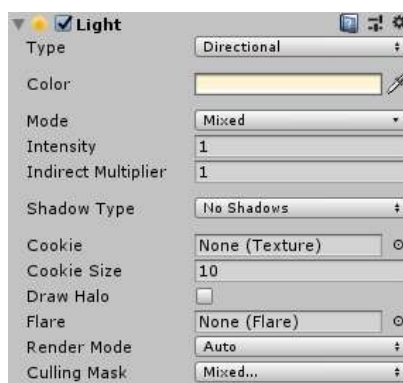 Light
Type Directional
Color
Mode Mixed
Intensity 1
Indirect Multiplier 1
Shadow Type No Shadows
Cookie None (Texture)
Cookie Size 10
Draw Halo
Flare None (Flare)
Render Mode Auto
Culling Mask Mixed...